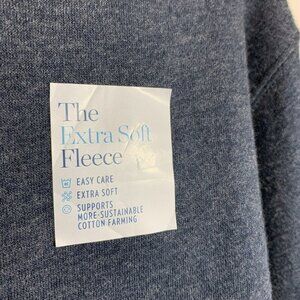 The
Extra Soft
Fleece
EASY CARE
EXTRA SOFT
SUPPORTS
MORE-SUSTAINABLE
COTTON FARMING